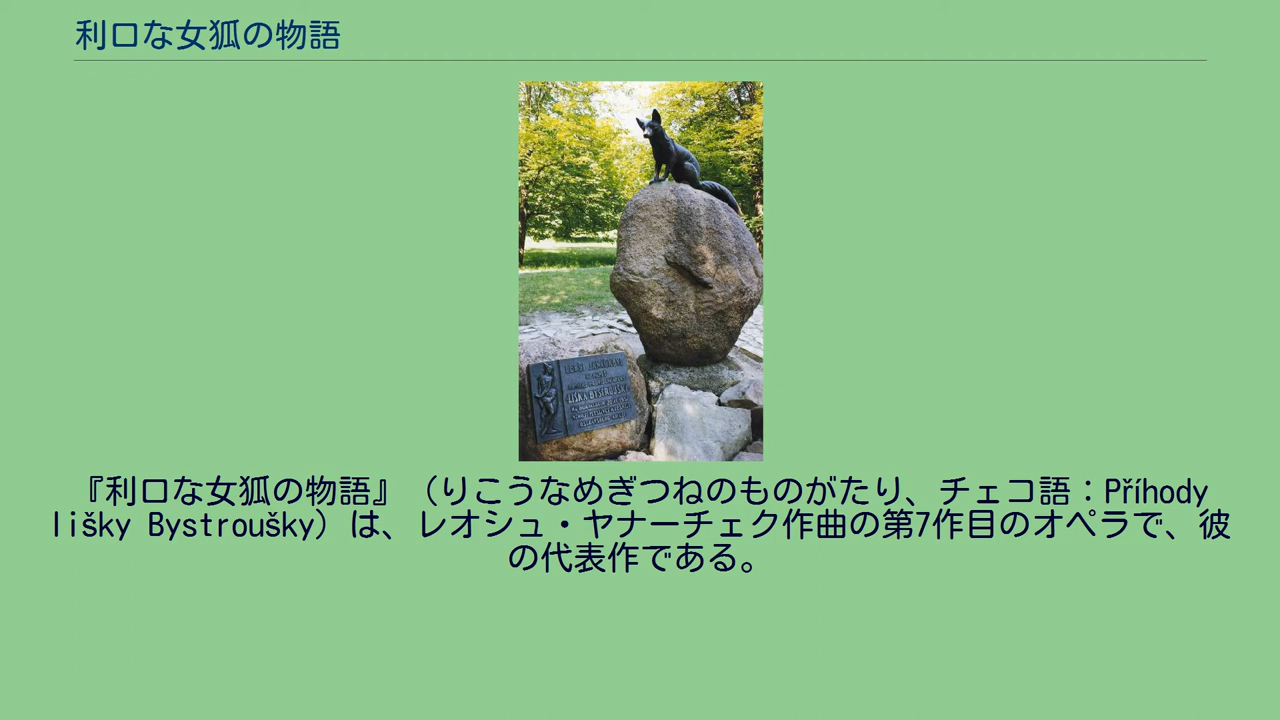 利口な女狐の物語
LIŠKA BYSTROUŠKA
『利口な女狐の物語』（りこうなめぎつねのものがたり、チェコ語：Příhody
lišky Bystroušky）は、レオシュ・ヤナーチェク作曲の第7作目のオペラで、彼
の代表作である。